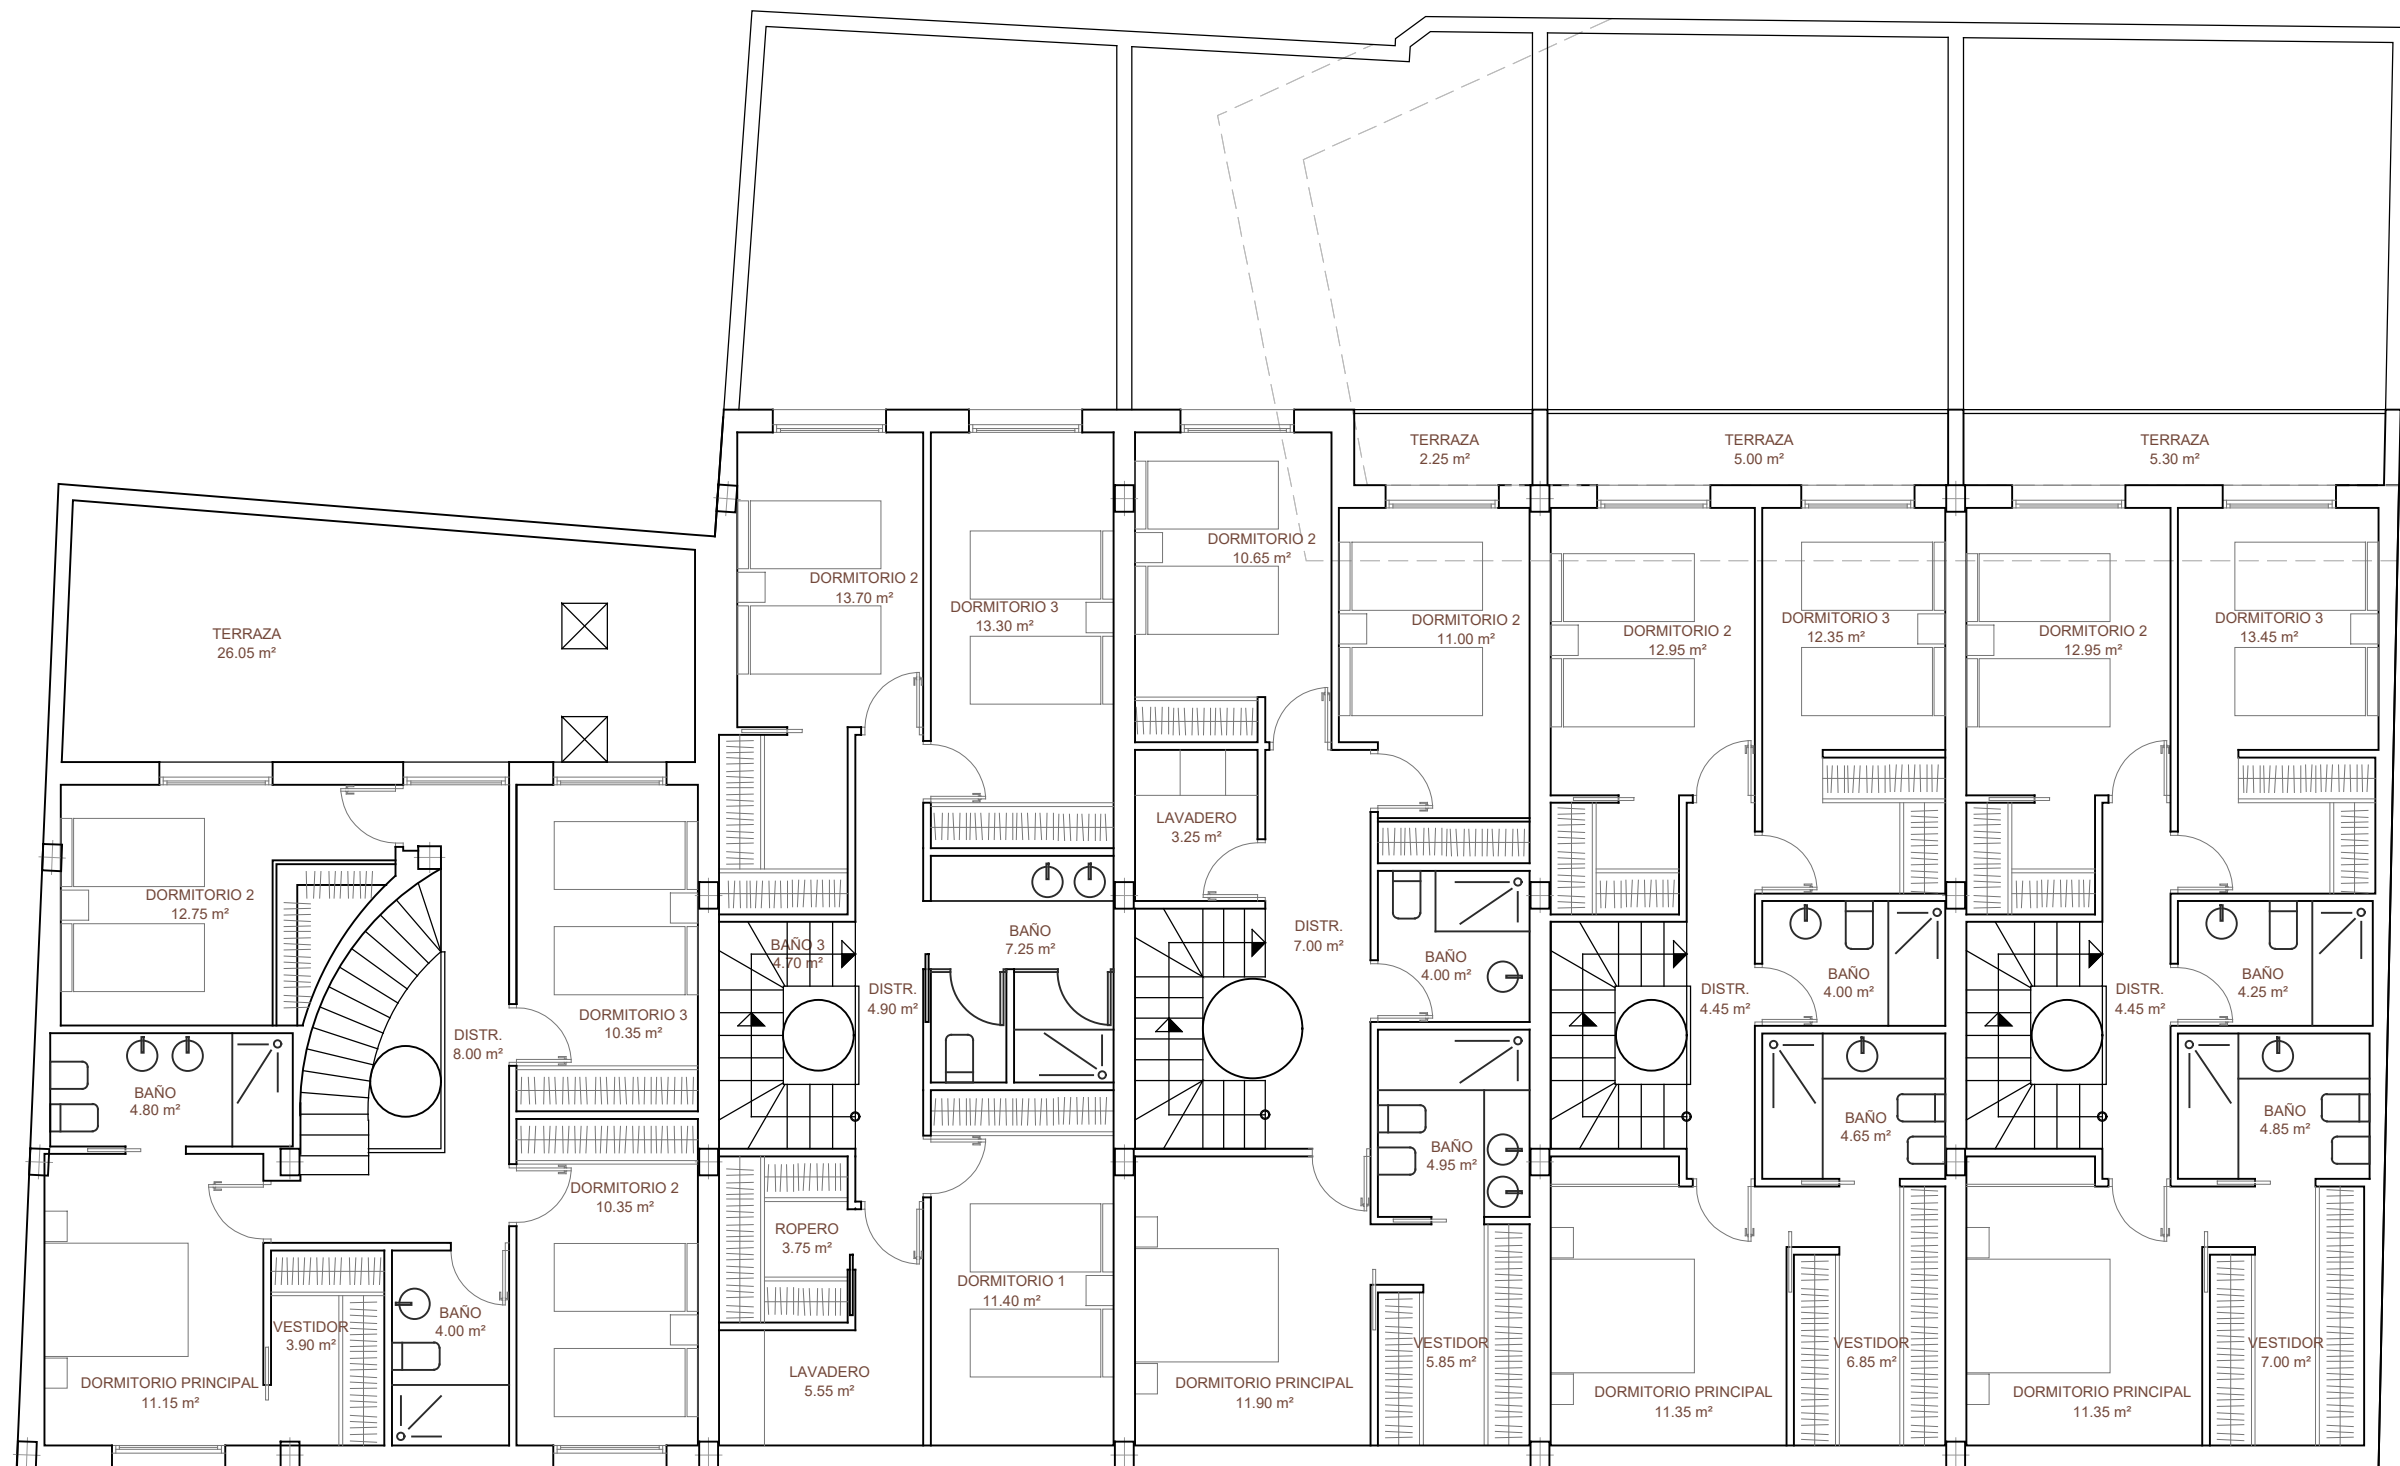 TERRAZA
26.05 m²
DORMITORIO 2
12.75 m²
BAÑO
4.80 m²
DISTR.
8.00 m²
DORMITORIO 3
10.35 m²
DORMITORIO 2
10.35 m²
VESTIDOR
3.90 m²
BAÑO
4.00 m²
DORMITORIO PRINCIPAL
11.15 m²
DORMITORIO 2
13.70 m²
DORMITORIO 3
13.30 m²
BAÑO 3
4.70 m²
BAÑO
7.25 m²
DISTR.
4.90 m²
ROPERO
3.75 m²
DORMITORIO 1
11.40 m²
LAVADERO
5.55 m²
TERRAZA
2.25 m²
DORMITORIO 2
10.65 m²
DORMITORIO 2
11.00 m²
LAVADERO
3.25 m²
DISTR.
7.00 m²
BAÑO
4.00 m²
BAÑO
4.95 m²
VESTIDOR
5.85 m²
DORMITORIO PRINCIPAL
11.90 m²
TERRAZA
5.00 m²
DORMITORIO 2
12.95 m²
DORMITORIO 3
12.35 m²
BAÑO
4.00 m²
DISTR.
4.45 m²
BAÑO
4.65 m²
VESTIDOR
6.85 m²
DORMITORIO PRINCIPAL
11.35 m²
TERRAZA
5.30 m²
DORMITORIO 2
12.95 m²
DORMITORIO 3
13.45 m²
BAÑO
4.25 m²
DISTR.
4.45 m²
BAÑO
4.85 m²
VESTIDOR
7.00 m²
DORMITORIO PRINCIPAL
11.35 m²